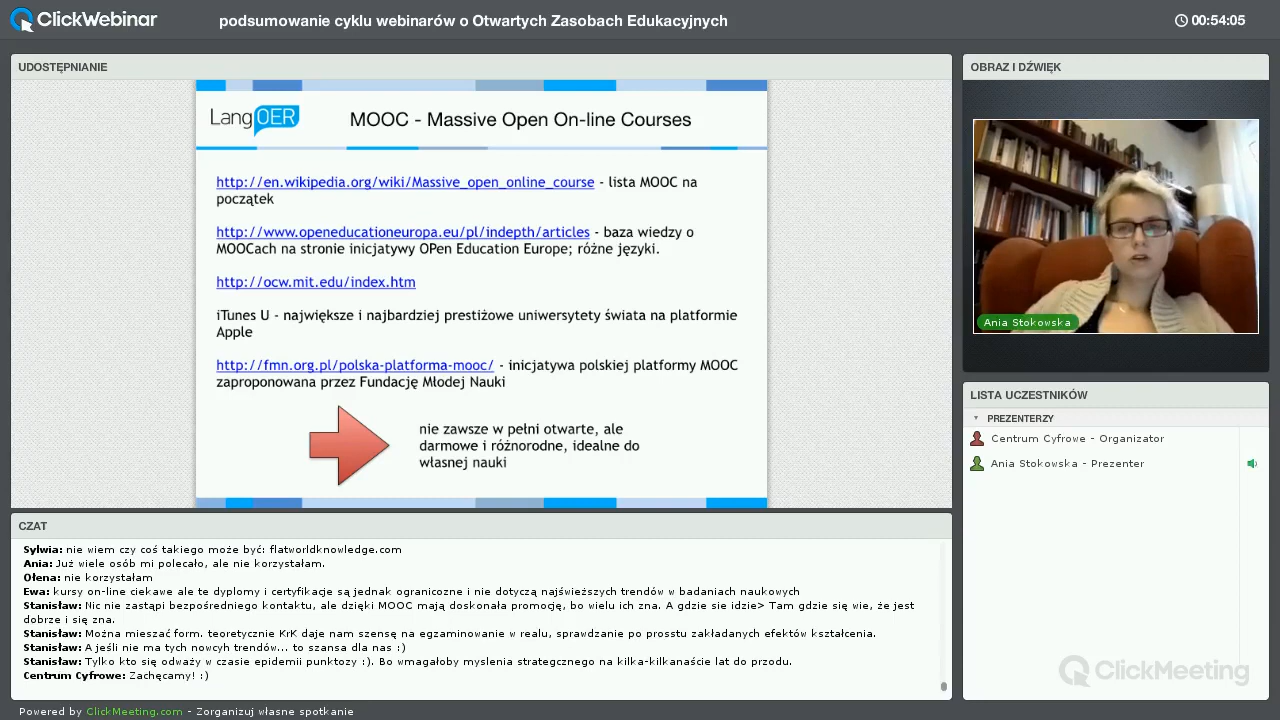 ClickWebinar
podsumowanie cyklu webinarów o Otwartych Zasobach Edukacyjnych
00:54:05
UDOSTĘPNIANIE
LangOER
MOOC - Massive Open On-line Courses
http://en.wikipedia.org/wiki/Massive_open_online_course - lista MOOC na
początek
http://www.openeducationeuropa.eu/pl/indepth/articles - baza wiedzy o
MOOCach na stronie inicjatywy OPen Education Europe; różne języki.
http://ocw.mit.edu/index.htm
iTunes U - największe i najbardziej prestiżowe uniwersytety świata na platformie
Apple
http://fmn.org.pl/polska-platforma-mooc/ - inicjatywa polskiej platformy MOOC
zaproponowana przez Fundację Młodej Nauki
nie zawsze w pełni otwarte, ale
darmowe i różnorodne, idealne do
własnej nauki
OBRAZ I DŹWIĘK
Ania Stokowska
LISTA UCZESTNIKÓW
PREZENTERZY
Centrum Cyfrowe - Organizator
Ania Stokowska - Prezenter
CZAT
Sylwia: nie wiem czy coś takiego może być: flatworldknowledge.com
Ania: Już wiele osób mi polecało, ale nie korzystałam.
Ołena: nie korzystałam
Ewa: kursy on-line ciekawe ale te dyplomy i certyfikacje są jednak ograniczone i nie dotyczą najświeższych trendów w badaniach naukowych
Stanisław: Nic nie zastąpi bezpośredniego kontaktu, ale dzięki MOOC mają doskonała promocję, bo wielu ich zna. A gdzie sie idzie> Tam gdzie się wie, że jest
dobrze i się zna.
Stanisław: Można mieszać form. teoretycznie KrK daje nam szensę na egzaminowanie w realu, sprawdzanie po prosstu zakładanych efektów kształcenia.
Stanisław: A jeśli nie ma tych nowcyh trendów... to szansa dla nas :)
Stanisław: Tylko kto się odważy w czasie epidemii punktozy :). Bo wmagałoby myslenia strategcznego na kilka-kilkanaście lat do przodu.
Centrum Cyfrowe: Zachęcamy! :)
ClickMeeting
Powered by ClickMeeting.com - Zorganizuj własne spotkanie